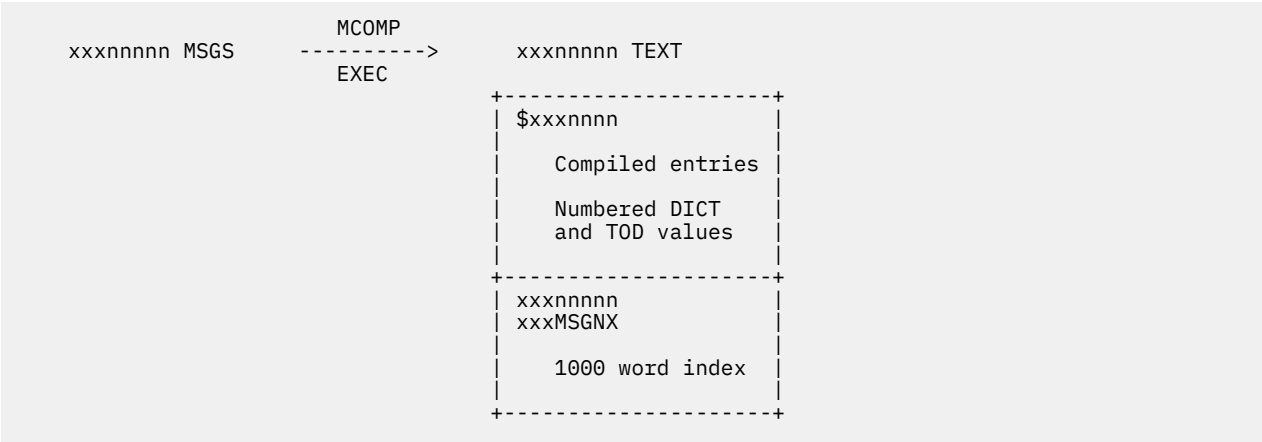 MCOMP
xxxnnnnn MSGS ----------> xxxnnnnn TEXT
EXEC
+---------------------+
| $xxxnnnn |
| |
| Compiled entries |
| |
| Numbered DICT |
| and TOD values |
| |
+---------------------+
| xxxnnnnn |
| xxxMSGNX |
| |
| 1000 word index |
| |
+---------------------+